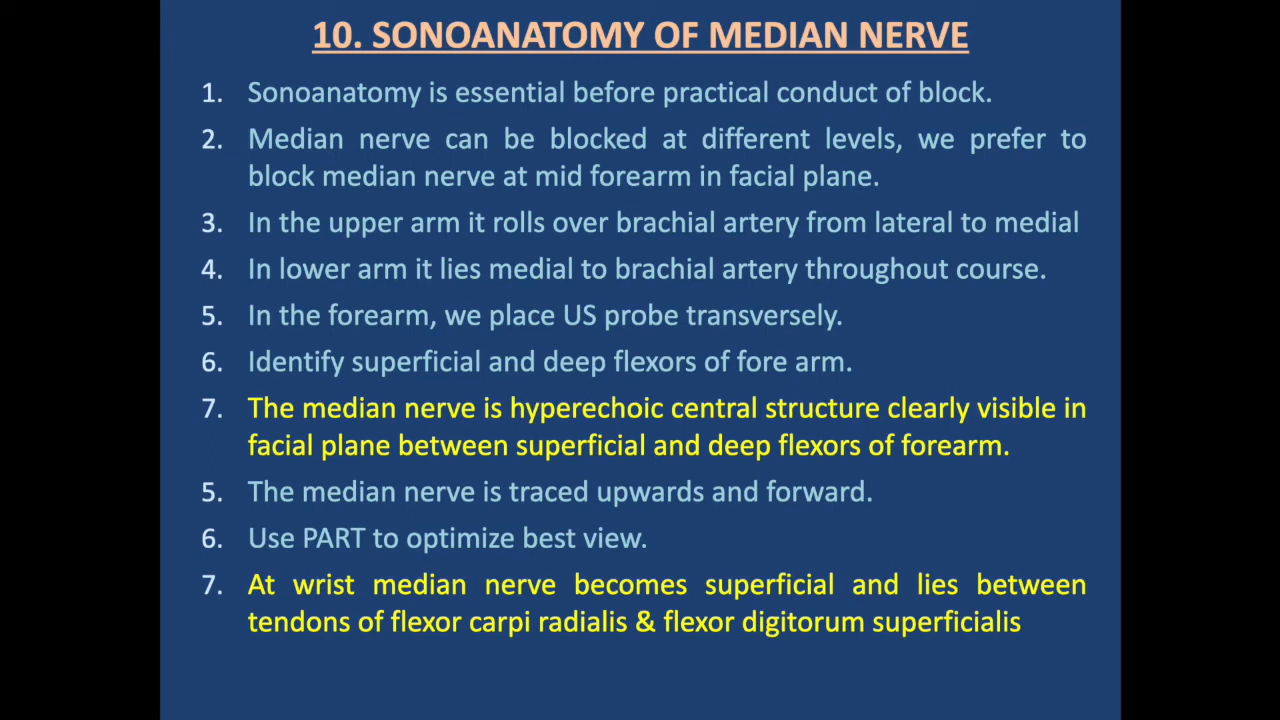 10. SONOANATOMY OF MEDIAN NERVE
1. Sonoanatomy is essential before practical conduct of block.
2. Median nerve can be blocked at different levels, we prefer to
block median nerve at mid forearm in facial plane.
3. In the upper arm it rolls over brachial artery from lateral to medial
4. In lower arm it lies medial to brachial artery throughout course.
5. In the forearm, we place US probe transversely.
6. Identify superficial and deep flexors of fore arm.
7. The median nerve is hyperechoic central structure clearly visible in
facial plane between superficial and deep flexors of forearm.
5. The median nerve is traced upwards and forward.
6. Use PART to optimize best view.
7. At wrist median nerve becomes superficial and lies between
tendons of flexor carpi radialis & flexor digitorum superficialis